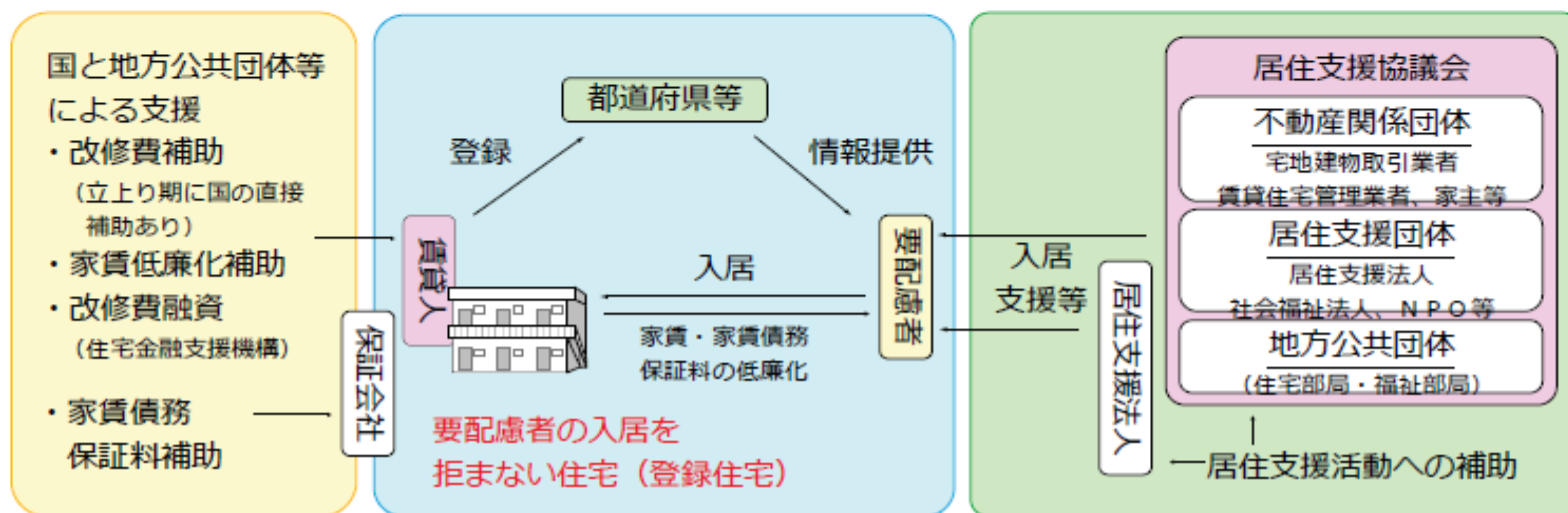 国と地方公共団体等
による支援
・改修費補助
（立上り期に国の直接
補助あり）
・家賃低廉化補助
・改修費融資
（住宅金融支援機構）
・家賃債務
保証料補助
保証会社
都道府県等
登録
情報提供
賃貸人
要配慮者
入居
家賃・家賃債務
保証料の低廉化
要配慮者の入居を
拒まない住宅（登録住宅）
入居
支援等
居住支援法人
居住支援協議会
不動産関係団体
宅地建物取引業者
賃貸住宅管理業者、家主等
居住支援団体
居住支援法人
社会福祉法人、ＮＰＯ等
地方公共団体
（住宅部局・福祉部局）
居住支援活動への補助